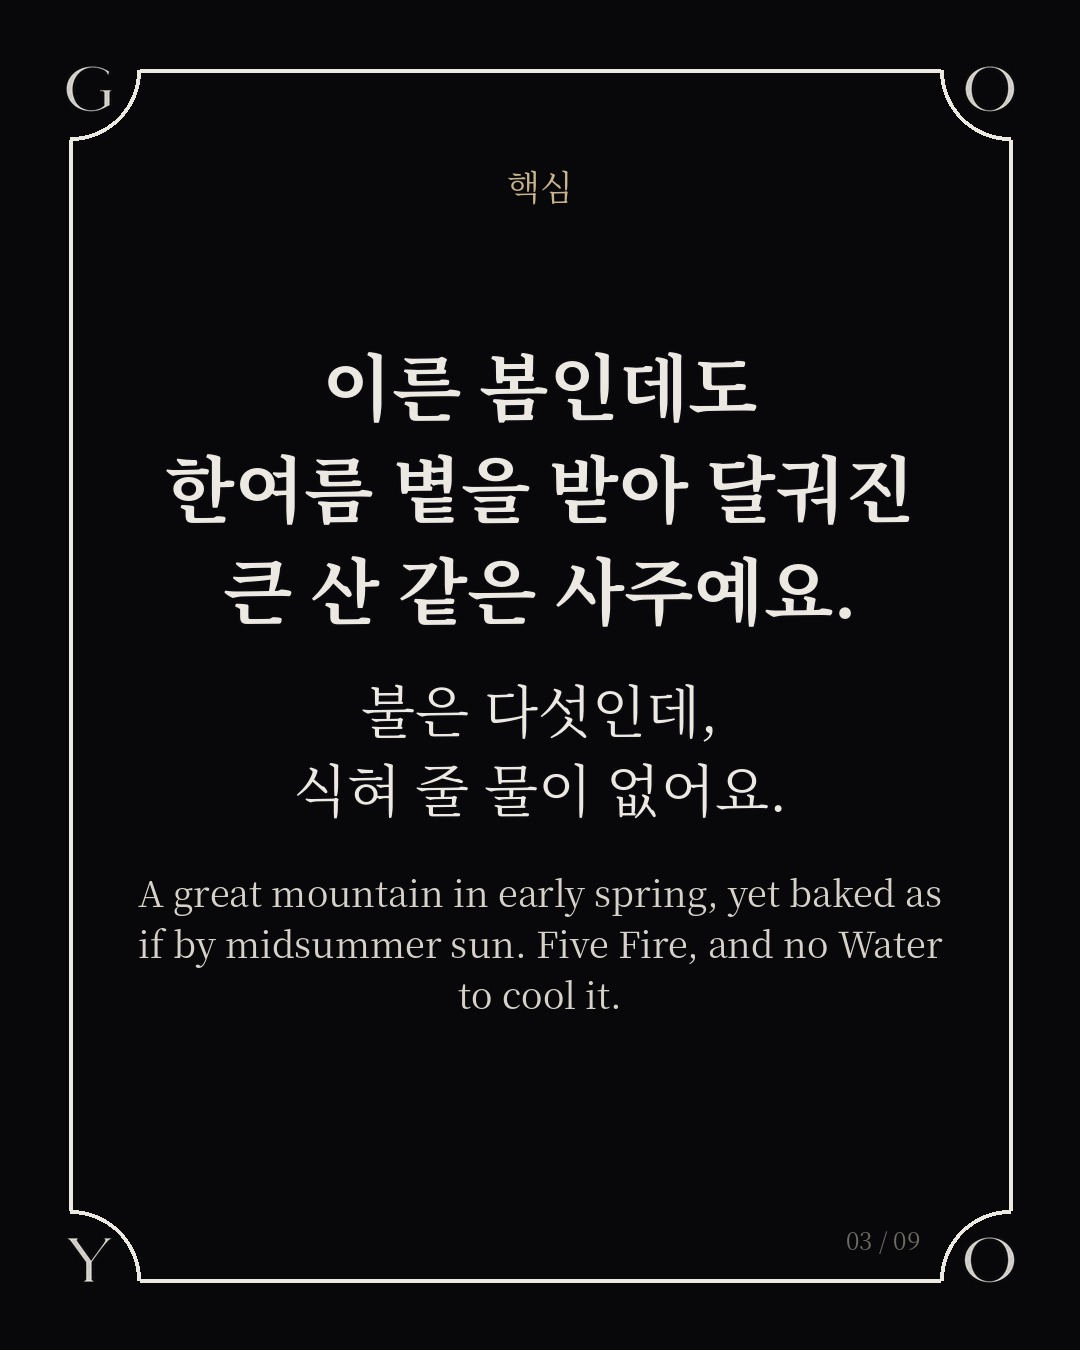 G O
핵심
이른 봄인데도
한여름 볕을 받아 달궈진
큰 산 같은 사주예요.
불은 다섯인데,
식혀 줄 물이 없어요.
A great mountain in early spring, yet baked as
if by midsummer sun. Five Fire, and no Water
to cool it.
03 / 09
Y O